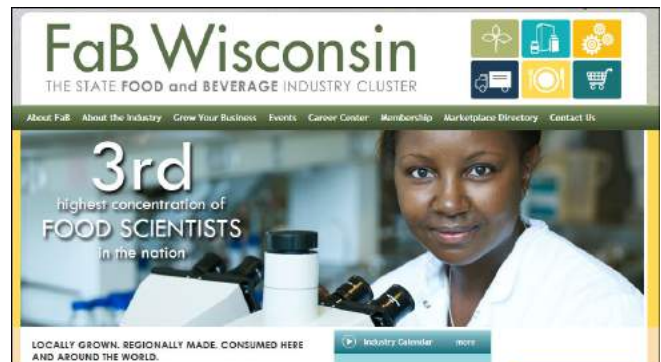 FaB Wisconsin
THE STATE FOOD and BEVERAGE INDUSTRY CLUSTER
About FaB About the Industry Grow Your Business Events Career Center Membership Marketplace Directory Contact Us
3rd
highest concentration of
FOOD SCIENTISTS
in the nation
LOCALLY GROWN. REGIONALLY MADE. CONSUMED HERE
AND AROUND THE WORLD.
Industry Calendar more